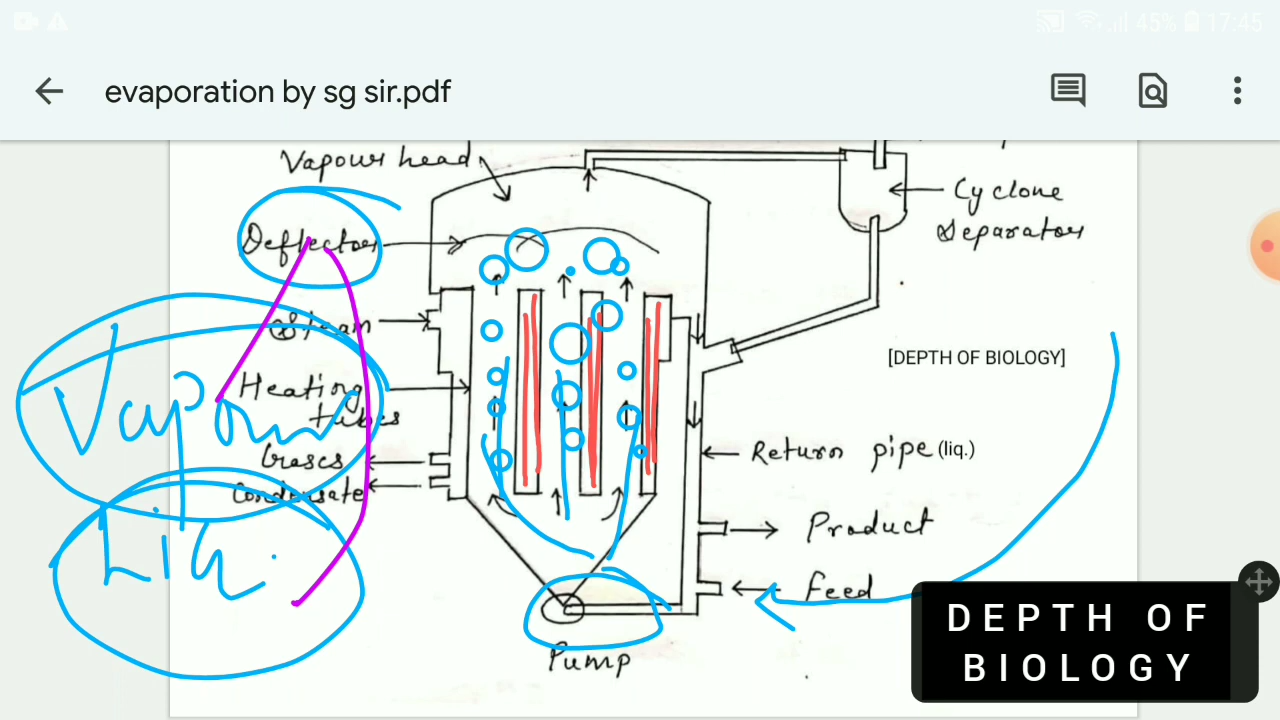 45% 17:45
evaporation by sg sir.pdf
Vapour head
Cyclone
separator
Deflector
Steam
[DEPTH OF BIOLOGY]
Heating
tubes
Vapour
Gases
Return pipe (liq.)
Condensate
Product
Liq.
Feed
DEPTH OF
BIOLOGY
Pump